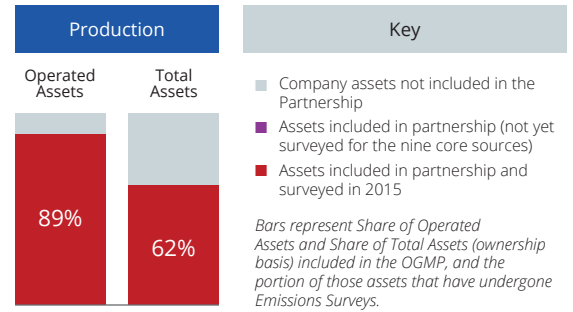 Production
Operated
Assets
Total
Assets
89%
62%
Key
Company assets not included in the
Partnership
Assets included in partnership (not yet
surveyed for the nine core sources)
Assets included in partnership and
surveyed in 2015
Bars represent Share of Operated
Assets and Share of Total Assets (ownership
basis) included in the OGMP, and the
portion of those assets that have undergone
Emissions Surveys.